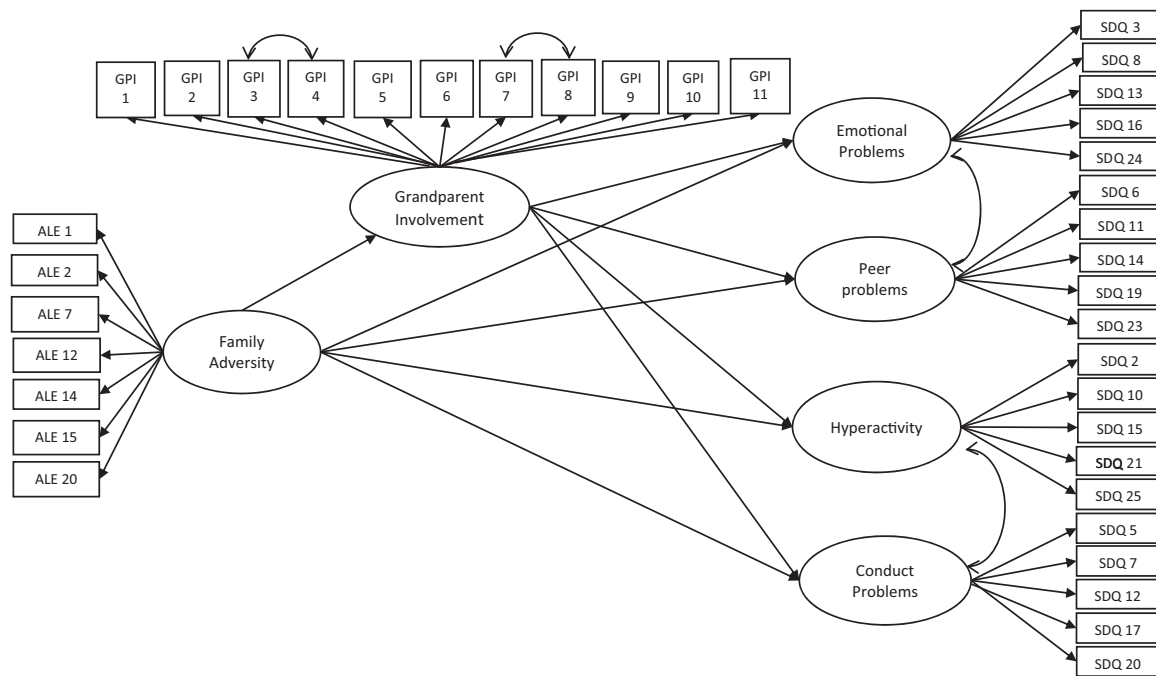 GPI
1
GPI
2
GPI
3
GPI
4
GPI
5
GPI
6
GPI
7
GPI
8
GPI
9
GPI
10
GPI
11
Grandparent
Involvement
ALE 1
ALE 2
ALE 7
ALE 12
ALE 14
ALE 15
ALE 20
Family
Adversity
Emotional
Problems
Peer
problems
Hyperactivity
Conduct
Problems
SDQ 3
SDQ 8
SDQ 13
SDQ 16
SDQ 24
SDQ 6
SDQ 11
SDQ 14
SDQ 19
SDQ 23
SDQ 2
SDQ 10
SDQ 15
SDQ 21
SDQ 25
SDQ 5
SDQ 7
SDQ 12
SDQ 17
SDQ 20